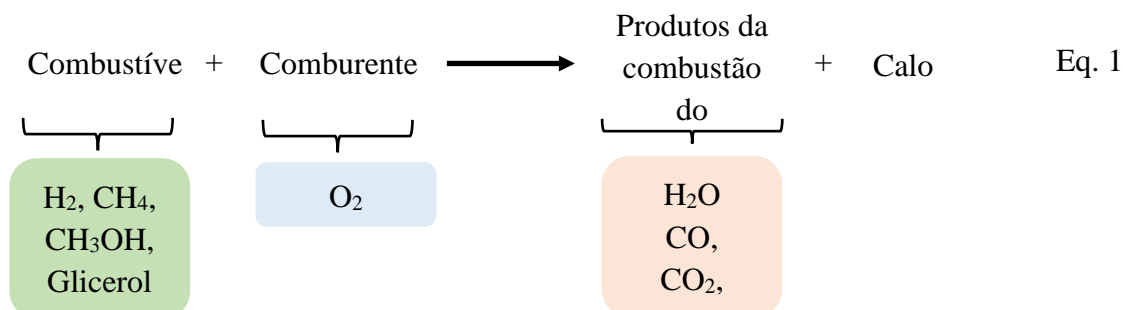 Combustíve + Comburente Produtos da combustão do + Calo Eq. 1
H₂, CH₄,
CH₃OH,
Glicerol
O₂
H₂O
CO,
CO₂,